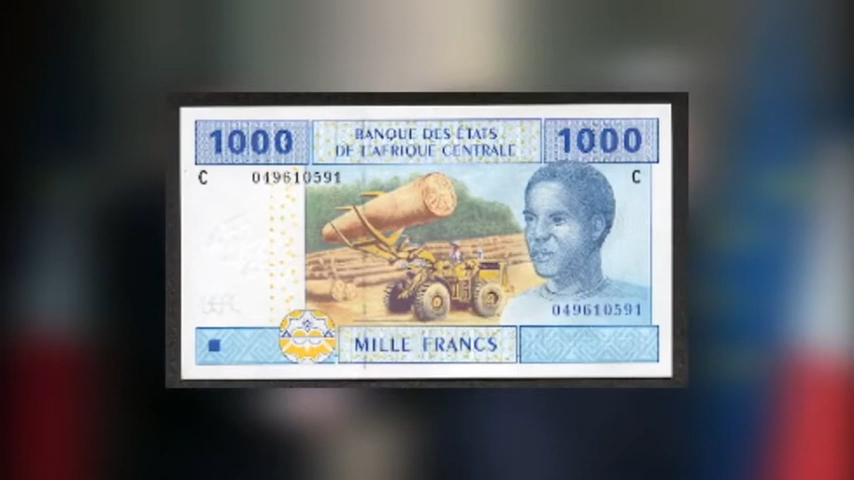 1000 BANQUE DES ÉTATS 1000
DE L'AFRIQUE CENTRALE
C 049610591 C
049610591
MILLE FRANCS